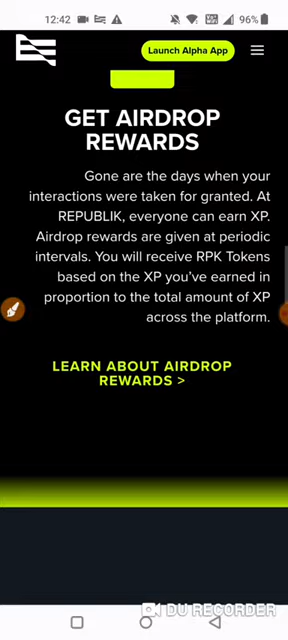 12:42
96%
Launch Alpha App
GET AIRDROP
REWARDS
Gone are the days when your
interactions were taken for granted. At
REPUBLIK, everyone can earn XP.
Airdrop rewards are given at periodic
intervals. You will receive RPK Tokens
based on the XP you've earned in
proportion to the total amount of XP
across the platform.
LEARN ABOUT AIRDROP
REWARDS >
DU RECORDER